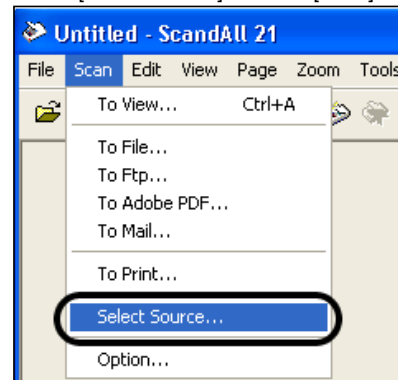 Untitled - ScandAll 21
File Scan Edit View Page Zoom Tools
To View... Ctrl+A
To File...
To Ftp...
To Adobe PDF...
To Mail...
To Print...
Select Source...
Option...